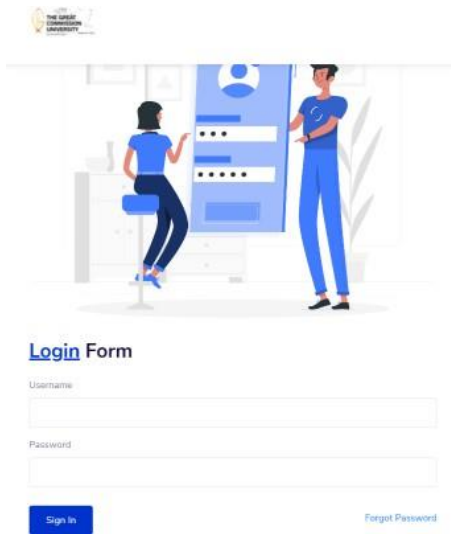 THE GREAT
COMMISSION
UNIVERSITY
Login Form
Username
Password
Sign In
Forgot Password